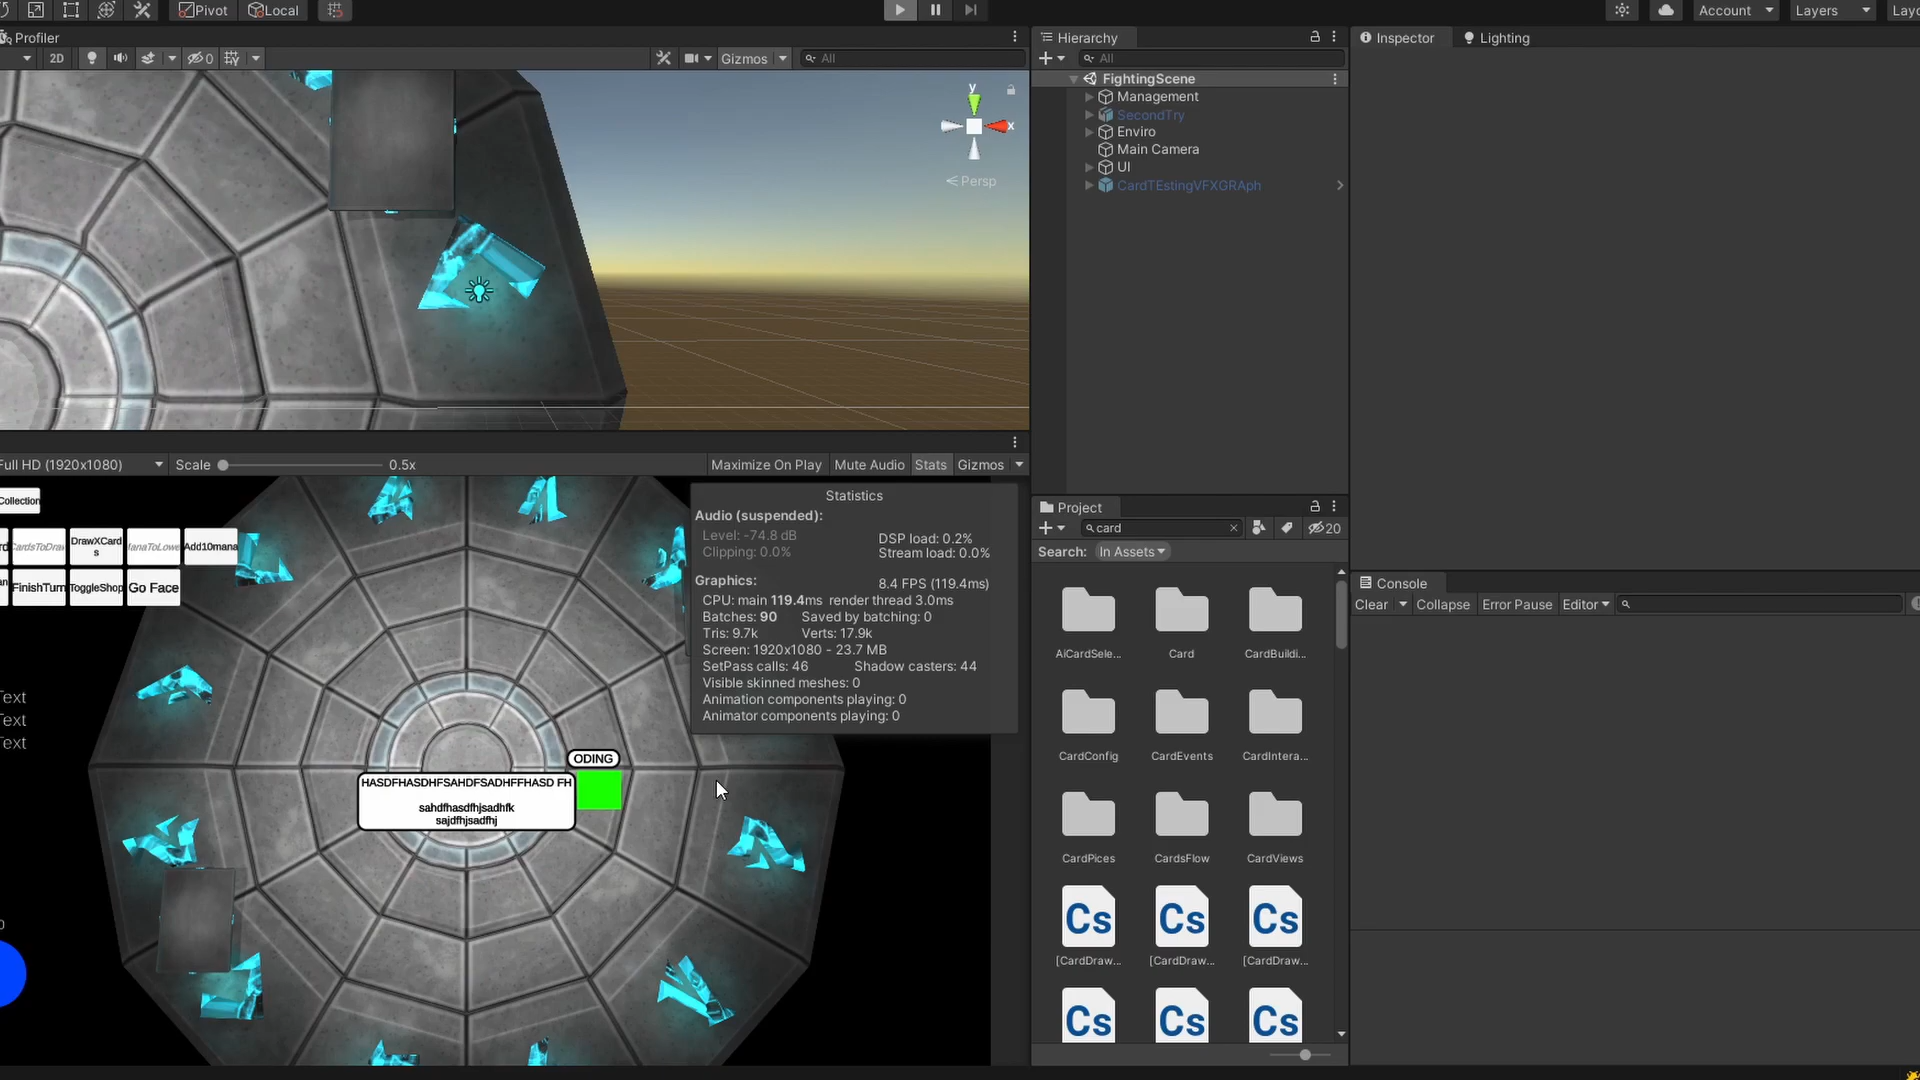 Pivot
Local
Account
Layers
Layo
Profiler
2D
0
Gizmos
All
y
x
Persp
Full HD (1920x1080)
Scale
0.5x
Maximize On Play
Mute Audio
Stats
Gizmos
Collection
CardsToDra
DrawXCard
s
ManaToLowe
Add10mana
FinishTurn
ToggleShop
Go Face
Text
Text
Text
Statistics
Audio (suspended):
Level: -74.8 dB
DSP load: 0.2%
Clipping: 0.0%
Stream load: 0.0%
Graphics:
8.4 FPS (119.4ms)
CPU: main 119.4ms render thread 3.0ms
Batches: 90
Saved by batching: 0
Tris: 9.7k
Verts: 17.9k
Screen: 1920x1080 - 23.7 MB
SetPass calls: 46
Shadow casters: 44
Visible skinned meshes: 0
Animation components playing: 0
Animator components playing: 0
ODING
HASDFHASDHFSAHDFSADHFFHASD FH
sahdfhasdfhjsadhfk
sajdfhjsadfhj
Hierarchy
All
FightingScene
Management
SecondTry
Enviro
Main Camera
UI
CardTEstingVFXGRAph
Project
card
20
Search:
In Assets
AiCardSele...
Card
CardBuildi...
CardConfig
CardEvents
CardIntera...
CardPices
CardsFlow
CardViews
Cs
Cs
Cs
[CardDraw...
[CardDraw...
[CardDraw...
Cs
Cs
Cs
Inspector
Lighting
Console
Clear
Collapse
Error Pause
Editor